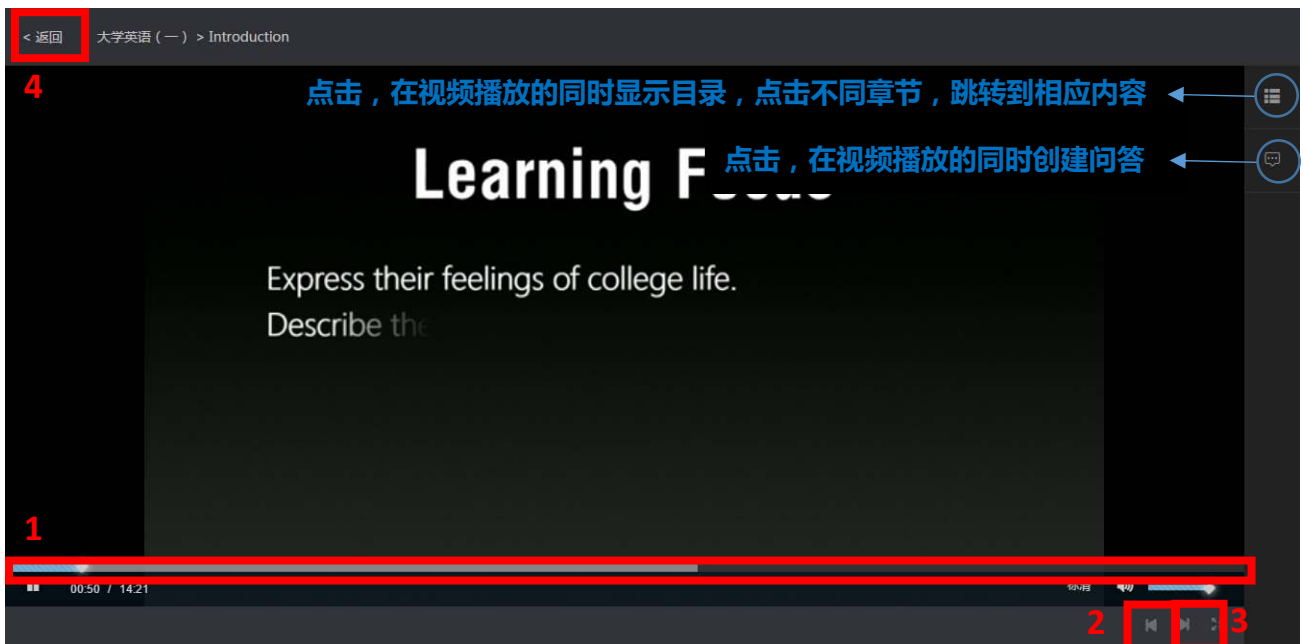 < 返回 大学英语 (一) > Introduction
4
点击，在视频播放的同时显示目录，点击不同章节，跳转到相应内容
点击，在视频播放的同时创建问答
Learning
Express their feelings of college life.
Describe the
1
00:50 / 14:21
2
3